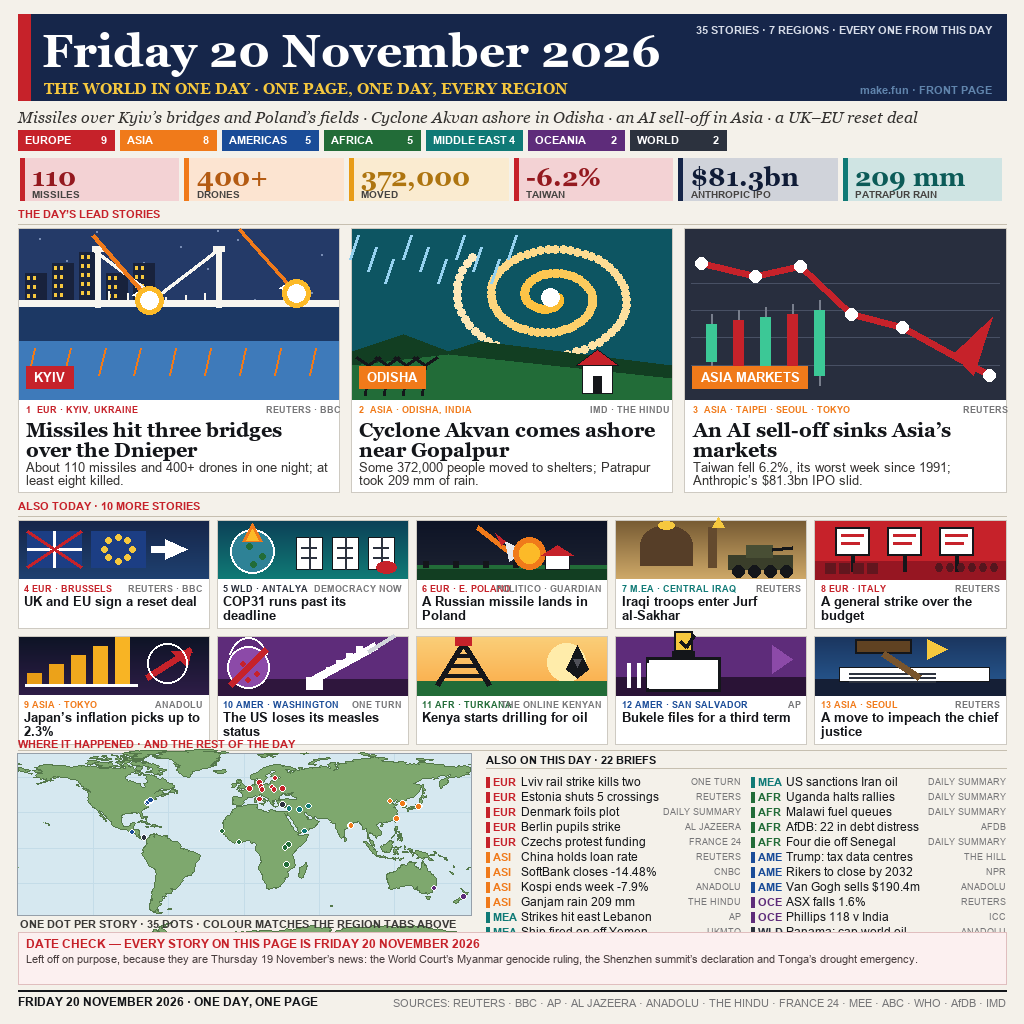 Friday 20 November 2026
35 STORIES · 7 REGIONS · EVERY ONE FROM THIS DAY
THE WORLD IN ONE DAY · ONE PAGE, ONE DAY, EVERY REGION
make.fun · FRONT PAGE
Missiles over Kyiv’s bridges and Poland’s fields · Cyclone Akvan ashore in Odisha · an AI sell-off in Asia · a UK–EU reset deal
EUROPE 9
ASIA 8
AMERICAS 5
AFRICA 5
MIDDLE EAST 4
OCEANIA 2
WORLD 2
110
MISSILES
400+
DRONES
372,000
MOVED
-6.2%
TAIWAN
$81.3bn
ANTHROPIC IPO
209 mm
PATRAPUR RAIN
THE DAY’S LEAD STORIES
KYIV
1 EUR · KYIV, UKRAINE REUTERS · BBC
Missiles hit three bridges
over the Dnieper
About 110 missiles and 400+ drones in one night; at
least eight killed.
ODISHA
2 ASIA · ODISHA, INDIA IMD · THE HINDU
Cyclone Akvan comes ashore
near Gopalpur
Some 372,000 people moved to shelters; Patrapur
took 209 mm of rain.
ASIA MARKETS
3 ASIA · TAIPEI · SEOUL · TOKYO REUTERS
An AI sell-off sinks Asia’s
markets
Taiwan fell 6.2%, its worst week since 1991;
Anthropic’s $81.3bn IPO slid.
ALSO TODAY · 10 MORE STORIES
4 EUR · BRUSSELS REUTERS · BBC
UK and EU sign a reset deal
5 WLD · ANTALYA DEMOCRACY NOW
COP31 runs past its
deadline
6 EUR · E. POLAND POLITICO · GUARDIAN
A Russian missile lands in
Poland
7 M.EA · CENTRAL IRAQ REUTERS
Iraqi troops enter Jurf
al-Sakhar
8 EUR · ITALY REUTERS
A general strike over the
budget
9 ASIA · TOKYO ANADOLU
Japan’s inflation picks up to
2.3%
10 AMER · WASHINGTON ONE TURN
The US loses its measles
status
11 AFR · TURKANA THE ONLINE KENYAN
Kenya starts drilling for oil
12 AMER · SAN SALVADOR AP
Bukele files for a third term
13 ASIA · SEOUL REUTERS
A move to impeach the chief
justice
WHERE IT HAPPENED · AND THE REST OF THE DAY
ONE DOT PER STORY · 35 DOTS · COLOUR MATCHES THE REGION TABS ABOVE
ALSO ON THIS DAY · 22 BRIEFS
EUR Lviv rail strike kills two ONE TURN
EUR Estonia shuts 5 crossings REUTERS
EUR Denmark foils plot DAILY SUMMARY
EUR Berlin pupils strike AL JAZEERA
EUR Czechs protest funding FRANCE 24
ASI China holds loan rate REUTERS
ASI SoftBank closes -14.48% CNBC
ASI Kospi ends week -7.9% ANADOLU
ASI Ganjam rain 209 mm THE HINDU
MEA Strikes hit east Lebanon AP
MEA Ship fired on off Yemen UKMTO
MEA US sanctions Iran oil DAILY SUMMARY
AFR Uganda halts rallies DAILY SUMMARY
AFR Malawi fuel queues DAILY SUMMARY
AFR AfDB: 22 in debt distress AFDB
AFR Four die off Senegal DAILY SUMMARY
AME Trump: tax data centres THE HILL
AME Rikers to close by 2032 NPR
AME Van Gogh sells $190.4m ANADOLU
OCE ASX falls 1.6% REUTERS
OCE Phillips 118 v India ICC
WLD Panama: cap world oil ANADOLU
DATE CHECK — EVERY STORY ON THIS PAGE IS FRIDAY 20 NOVEMBER 2026
Left off on purpose, because they are Thursday 19 November’s news: the World Court’s Myanmar genocide ruling, the Shenzhen summit’s declaration and Tonga’s drought emergency.
FRIDAY 20 NOVEMBER 2026 · ONE DAY, ONE PAGE
SOURCES: REUTERS · BBC · AP · AL JAZEERA · ANADOLU · THE HINDU · FRANCE 24 · MEE · ABC · WHO · AfDB · IMD